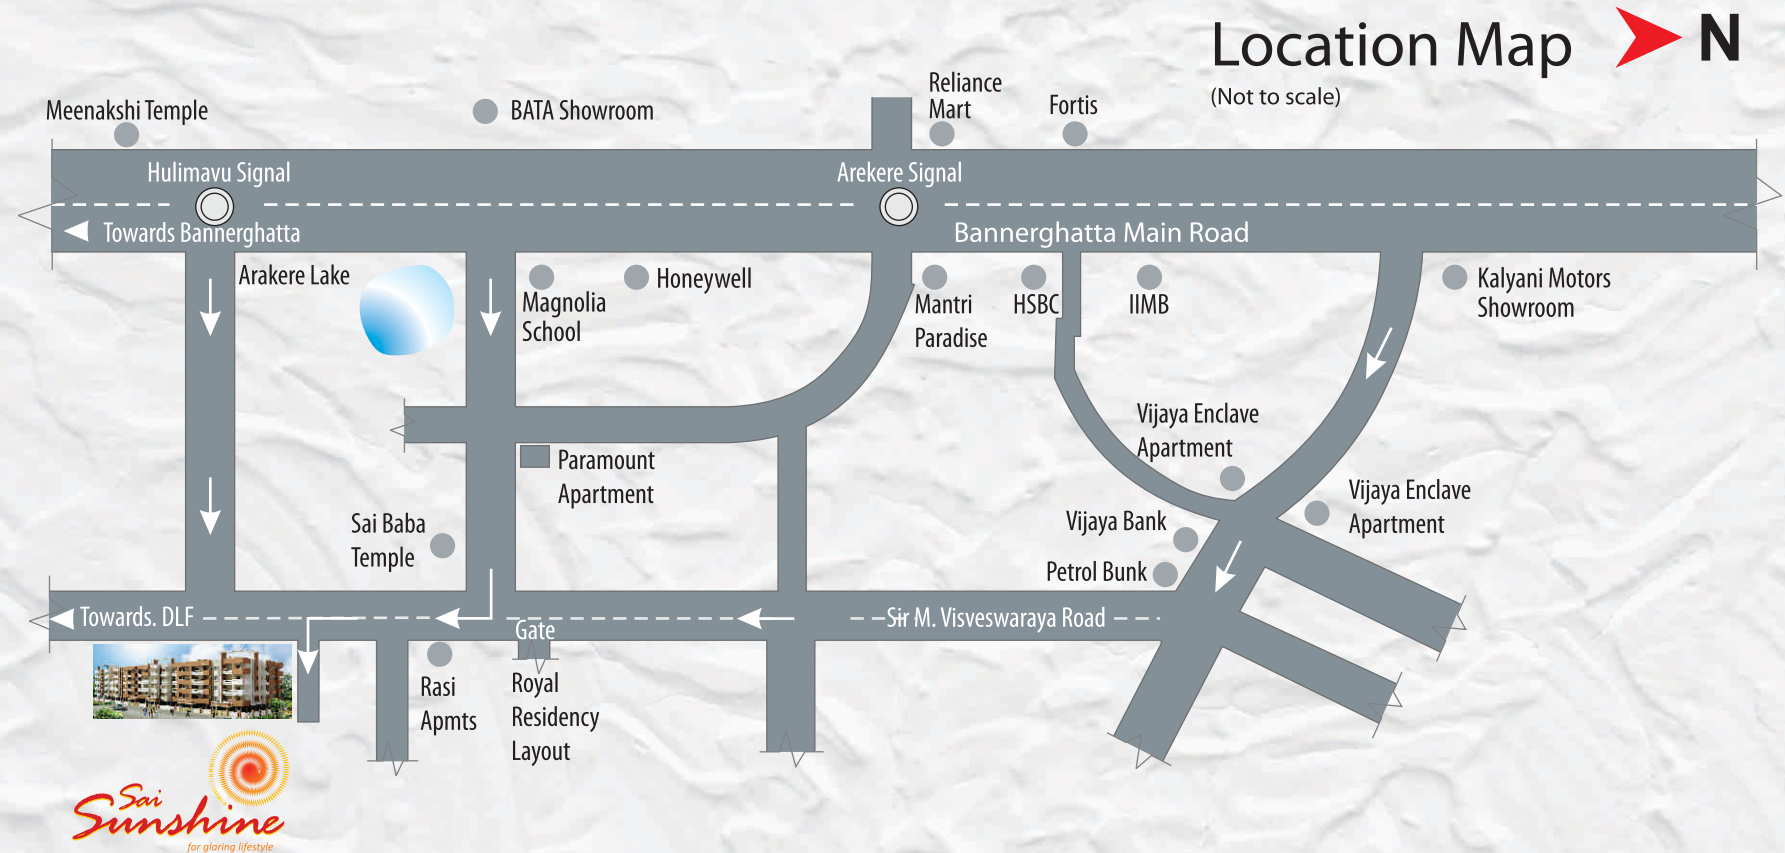 Location Map
N
(Not to scale)
Reliance
Mart
Fortis
Meenakshi Temple
BATA Showroom
Hulimavu Signal
Arekere Signal
Towards Bannerghatta
Bannerghatta Main Road
Arakere Lake
Magnolia
School
Honeywell
Mantri
Paradise
HSBC
IIMB
Kalyani Motors
Showroom
Vijaya Enclave
Apartment
Paramount
Apartment
Vijaya Enclave
Apartment
Sai Baba
Temple
Vijaya Bank
Petrol Bunk
Towards. DLF
Gate
Sir M. Visveswaraya Road
Rasi
Apmts
Royal
Residency
Layout
Sai
Sunshine
for glaring lifestyle